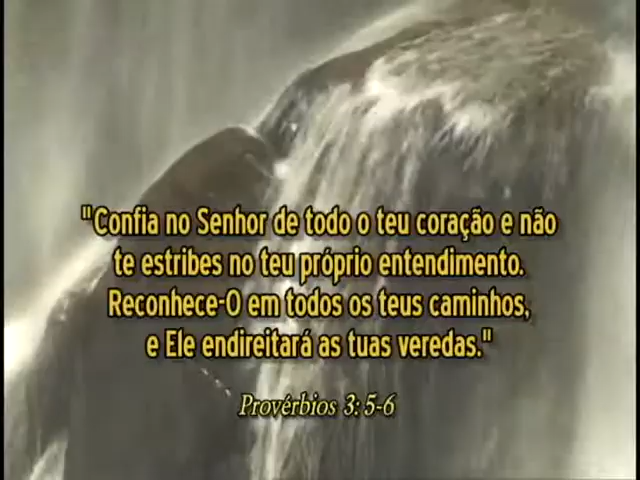 "Confia no Senhor de todo o teu coração e não
te estribes no teu próprio entendimento.
Reconhece-O em todos os teus caminhos,
e Ele endireitará as tuas veredas."
Provérbios 3: 5-6